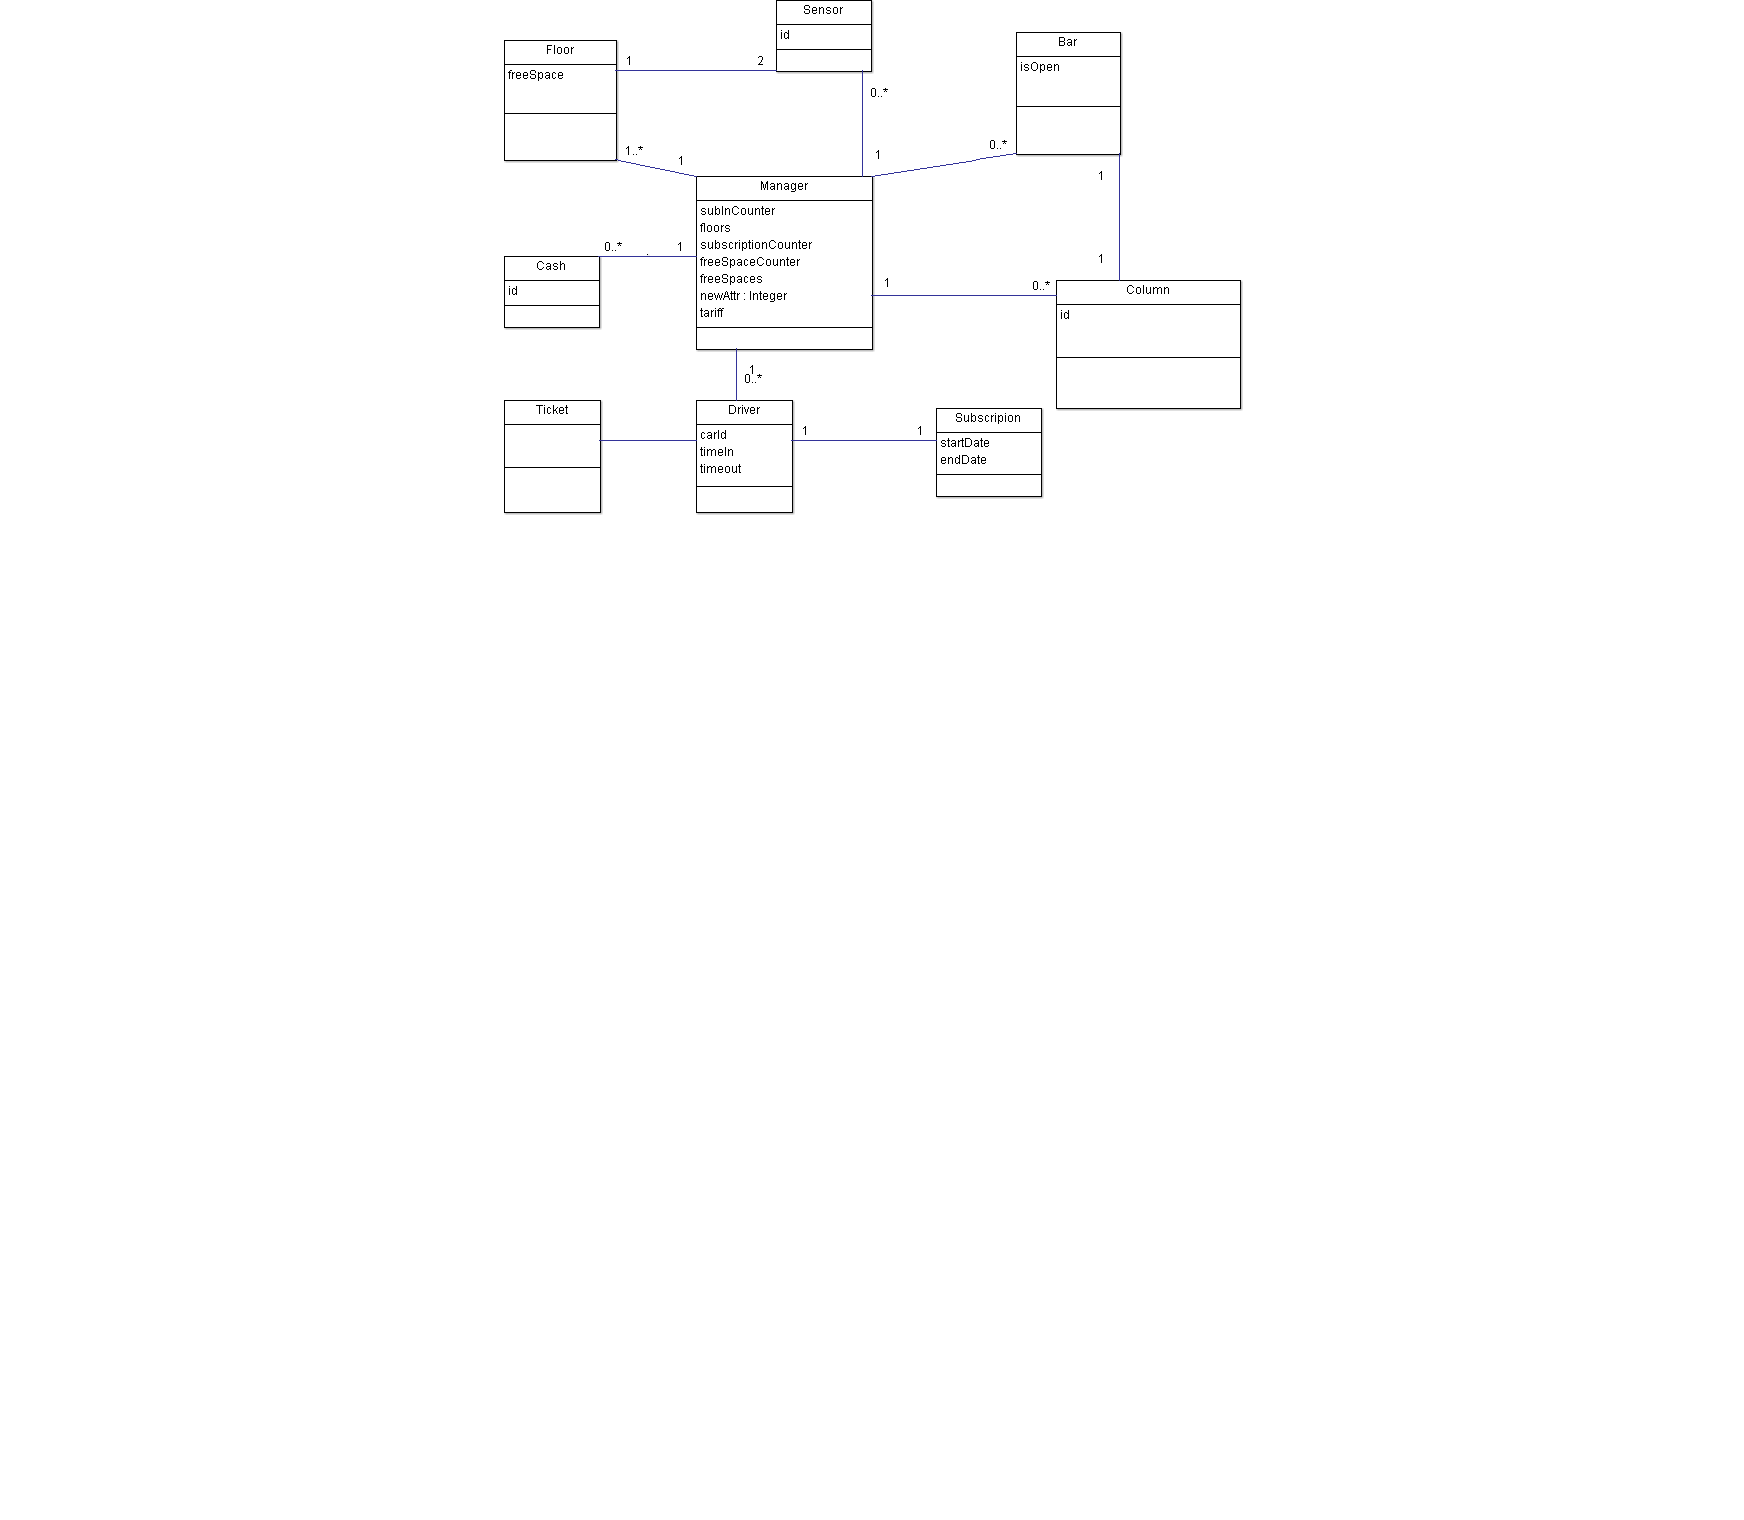 Sensor
id
Floor
freeSpace
Bar
isOpen
1
2
0..*
1..*
1
1
0..*
1
Manager
subInCounter
floors
subscriptionCounter
freeSpaceCounter
freeSpaces
newAttr : Integer
tariff
0..*
.
1
Cash
id
1
0..*
1
Column
id
1
0..*
Ticket
Driver
carId
timeIn
timeout
1
1
Subscripion
startDate
endDate